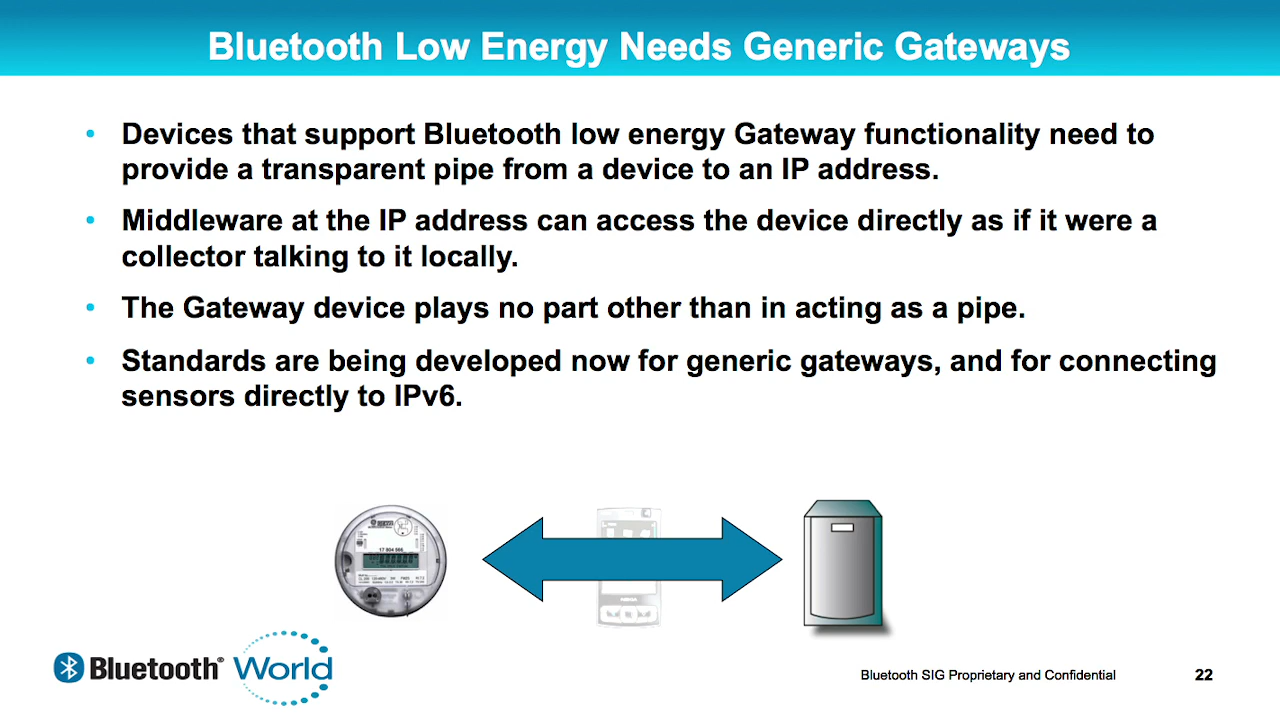 Bluetooth Low Energy Needs Generic Gateways
• Devices that support Bluetooth low energy Gateway functionality need to
provide a transparent pipe from a device to an IP address.
• Middleware at the IP address can access the device directly as if it were a
collector talking to it locally.
• The Gateway device plays no part other than in acting as a pipe.
• Standards are being developed now for generic gateways, and for connecting
sensors directly to IPv6.
17 004 066
NOKIA
Bluetooth® World
Bluetooth SIG Proprietary and Confidential
22